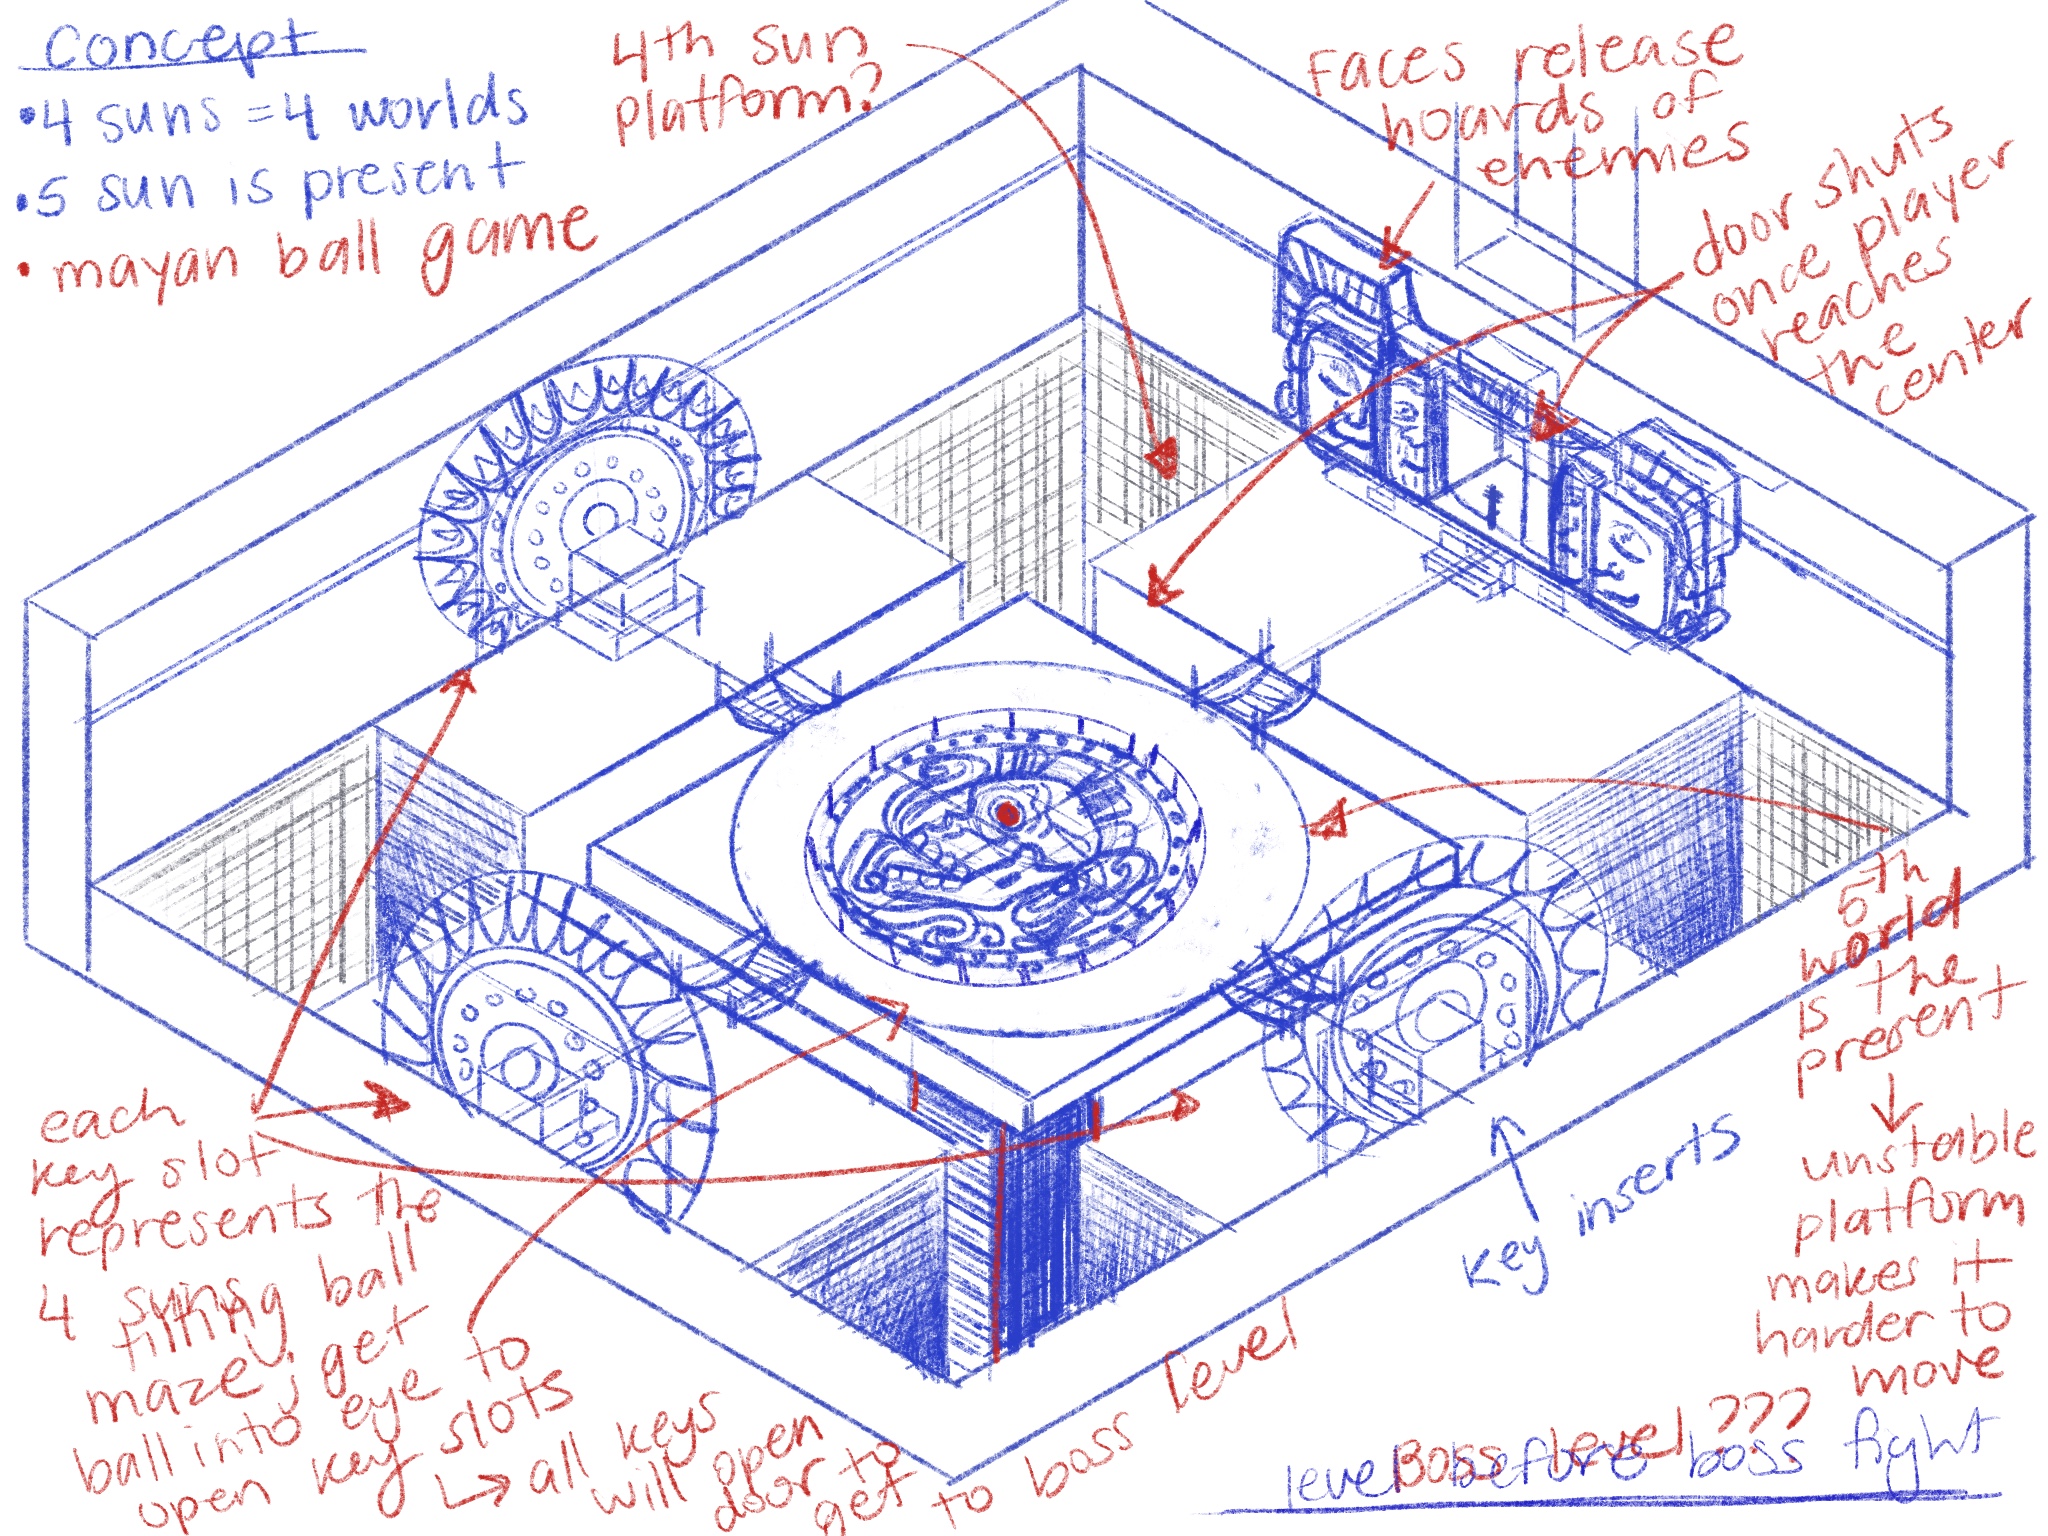 concept
• 4 suns = 4 worlds
• 5 sun is present
• mayan ball game
4th sun
platform?
Faces release
hoards of
enemies
door shuts
once player
reaches
the
center
5th
world
is the
present
↓
unstable
platform
makes it
harder to
move
key inserts
each
key slot
represents the
4 suns
tilting ball
maze; get
ball into eye to
open key slots
↳ all keys
will open
door to
get to boss level
Boss level???
level before boss fight